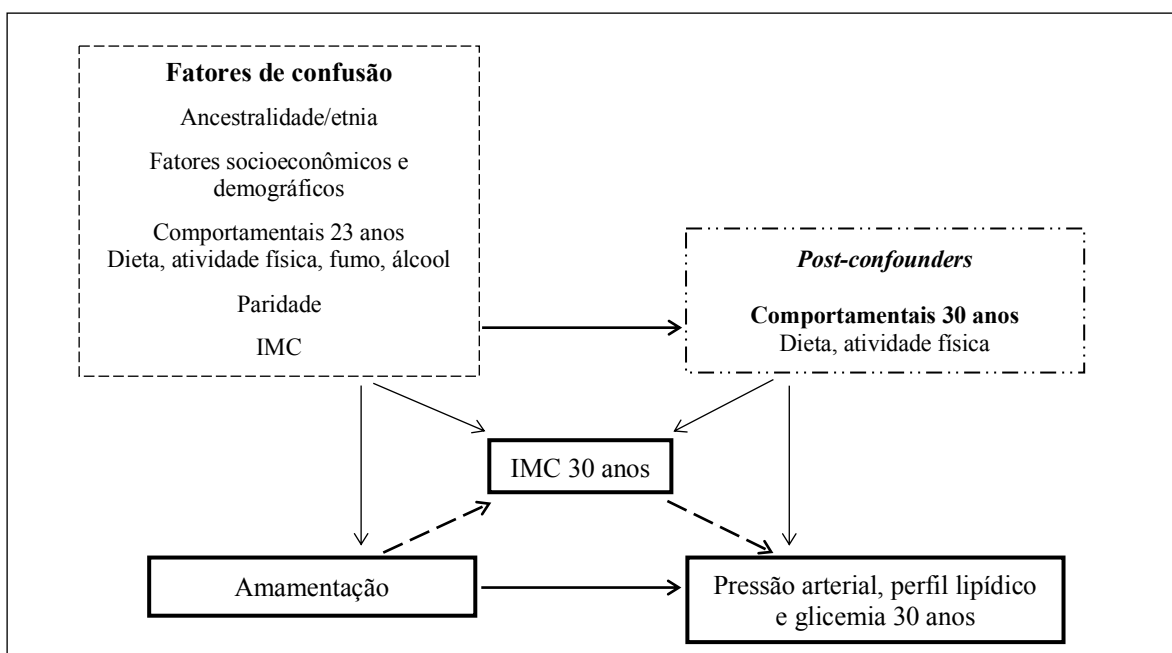 Fatores de confusão
Ancestralidade/etnia
Fatores socioeconômicos e
demográficos
Comportamentais 23 anos
Dieta, atividade física, fumo, álcool
Paridade
IMC
Post-confounders
Comportamentais 30 anos
Dieta, atividade física
IMC 30 anos
Amamentação
Pressão arterial, perfil lipídico
e glicemia 30 anos